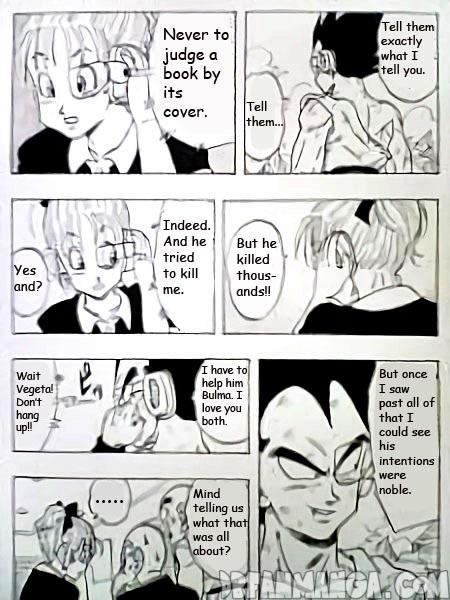 Tell them
exactly
what I
tell you.
Tell
them...
Never to
judge a
book by
its
cover.
But he
killed
thous-
ands!!
Indeed.
And he
tried
to kill
me.
Yes
and?
But once
I saw
past all of
that I
could see
his
intentions
were
noble.
I have to
help him
Bulma. I
love you
both.
Wait
Vegeta!
Don't
hang
up!!
Mind
telling us
what that
was all
about?
.....
DBFANMANGA.COM